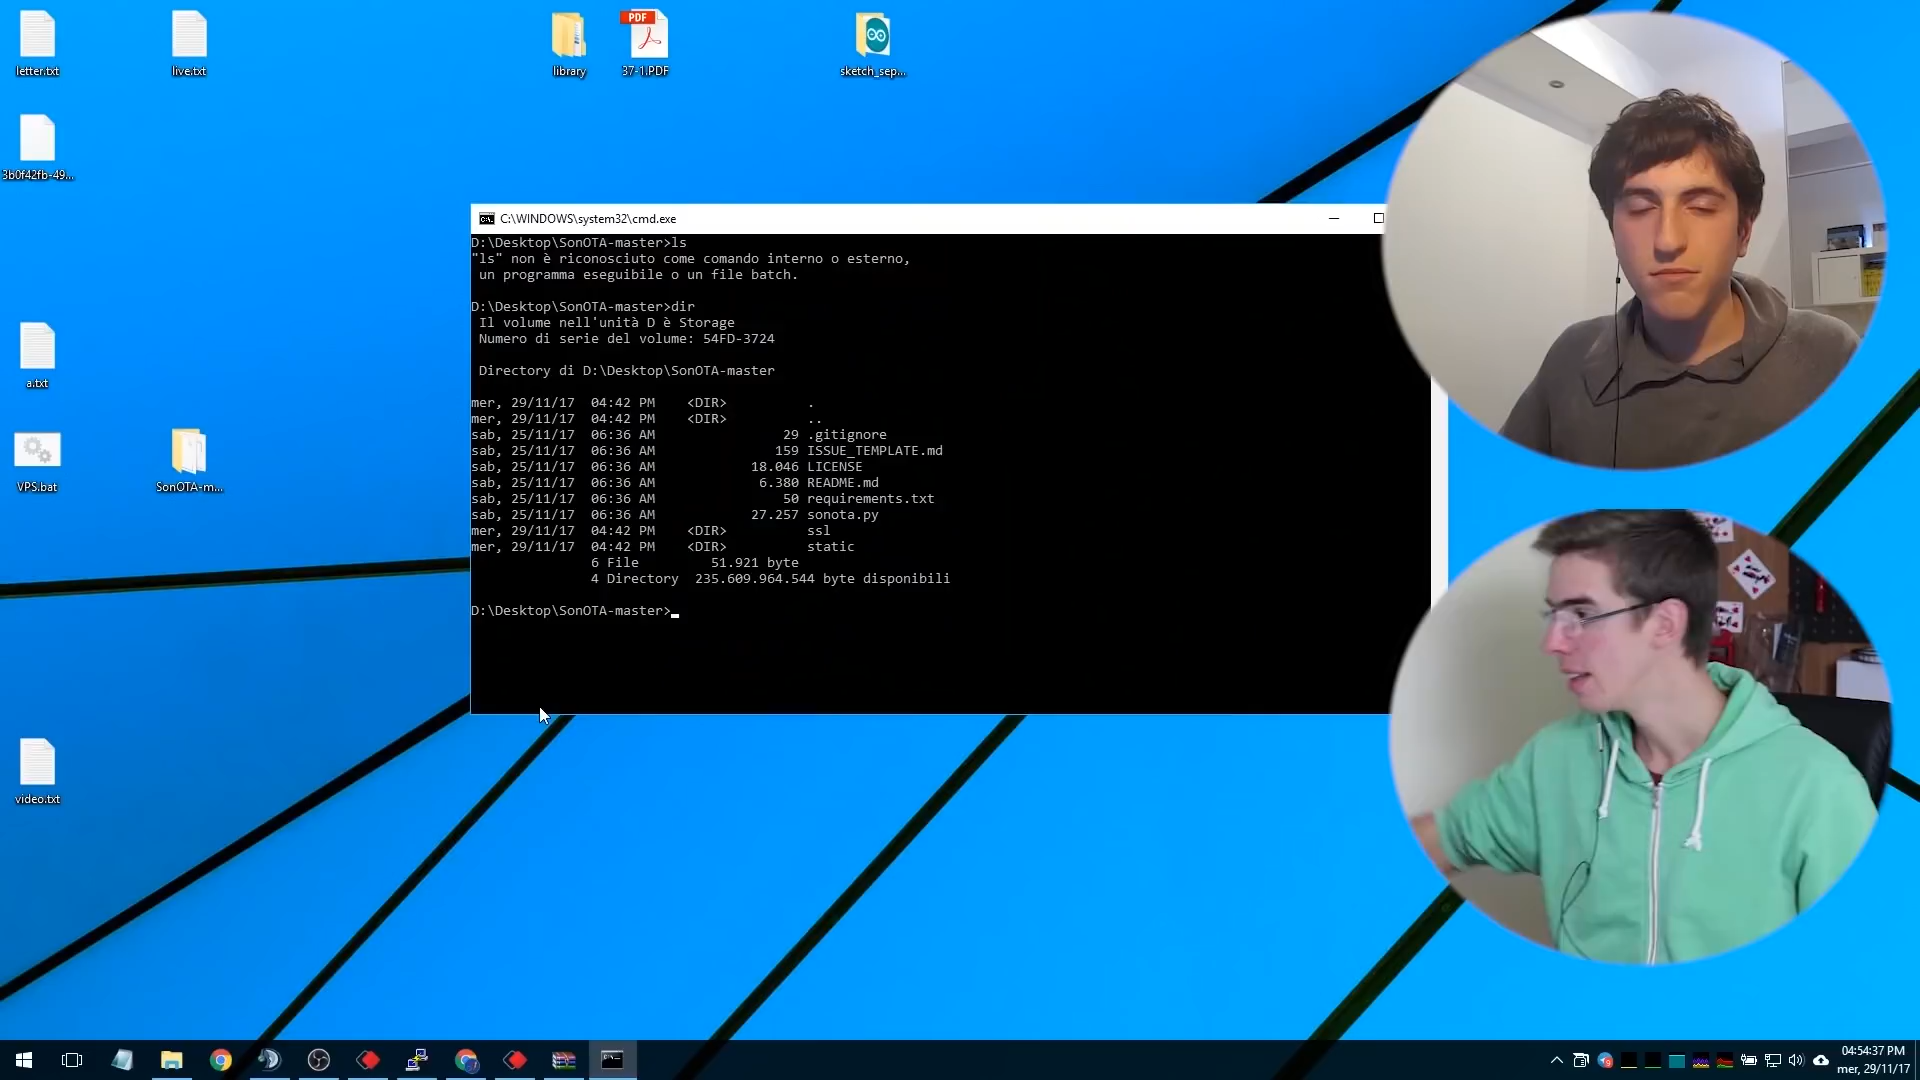 letter.txt
live.txt
library
PDF
37-1.PDF
sketch_sep...
3b0f42fb-49...
a.txt
VPS.bat
SonOTA-m...
video.txt
C:\WINDOWS\system32\cmd.exe
D:\Desktop\SonOTA-master>ls
"ls" non è riconosciuto come comando interno o esterno,
un programma eseguibile o un file batch.
D:\Desktop\SonOTA-master>dir
Il volume nell'unità D è Storage
Numero di serie del volume: 54FD-3724
Directory di D:\Desktop\SonOTA-master
mer, 29/11/17 04:42 PM <DIR> .
mer, 29/11/17 04:42 PM <DIR> ..
sab, 25/11/17 06:36 AM 29 .gitignore
sab, 25/11/17 06:36 AM 159 ISSUE_TEMPLATE.md
sab, 25/11/17 06:36 AM 18.046 LICENSE
sab, 25/11/17 06:36 AM 6.380 README.md
sab, 25/11/17 06:36 AM 50 requirements.txt
sab, 25/11/17 06:36 AM 27.257 sonota.py
mer, 29/11/17 04:42 PM <DIR> ssl
mer, 29/11/17 04:42 PM <DIR> static
6 File 51.921 byte
4 Directory 235.609.964.544 byte disponibili
D:\Desktop\SonOTA-master>_
04:54:37 PM
mer, 29/11/17